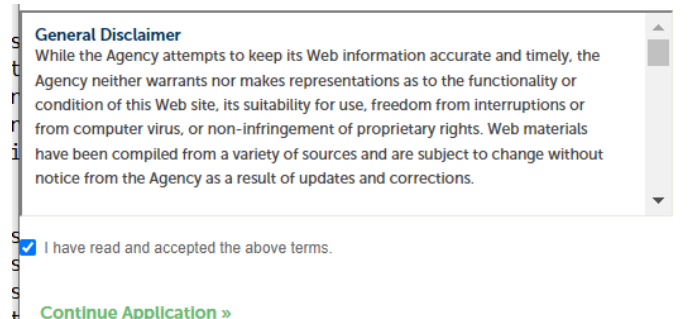 General Disclaimer
While the Agency attempts to keep its Web information accurate and timely, the
Agency neither warrants nor makes representations as to the functionality or
condition of this Web site, its suitability for use, freedom from interruptions or
from computer virus, or non-infringement of proprietary rights. Web materials
have been compiled from a variety of sources and are subject to change without
notice from the Agency as a result of updates and corrections.
I have read and accepted the above terms.
Continue Application »